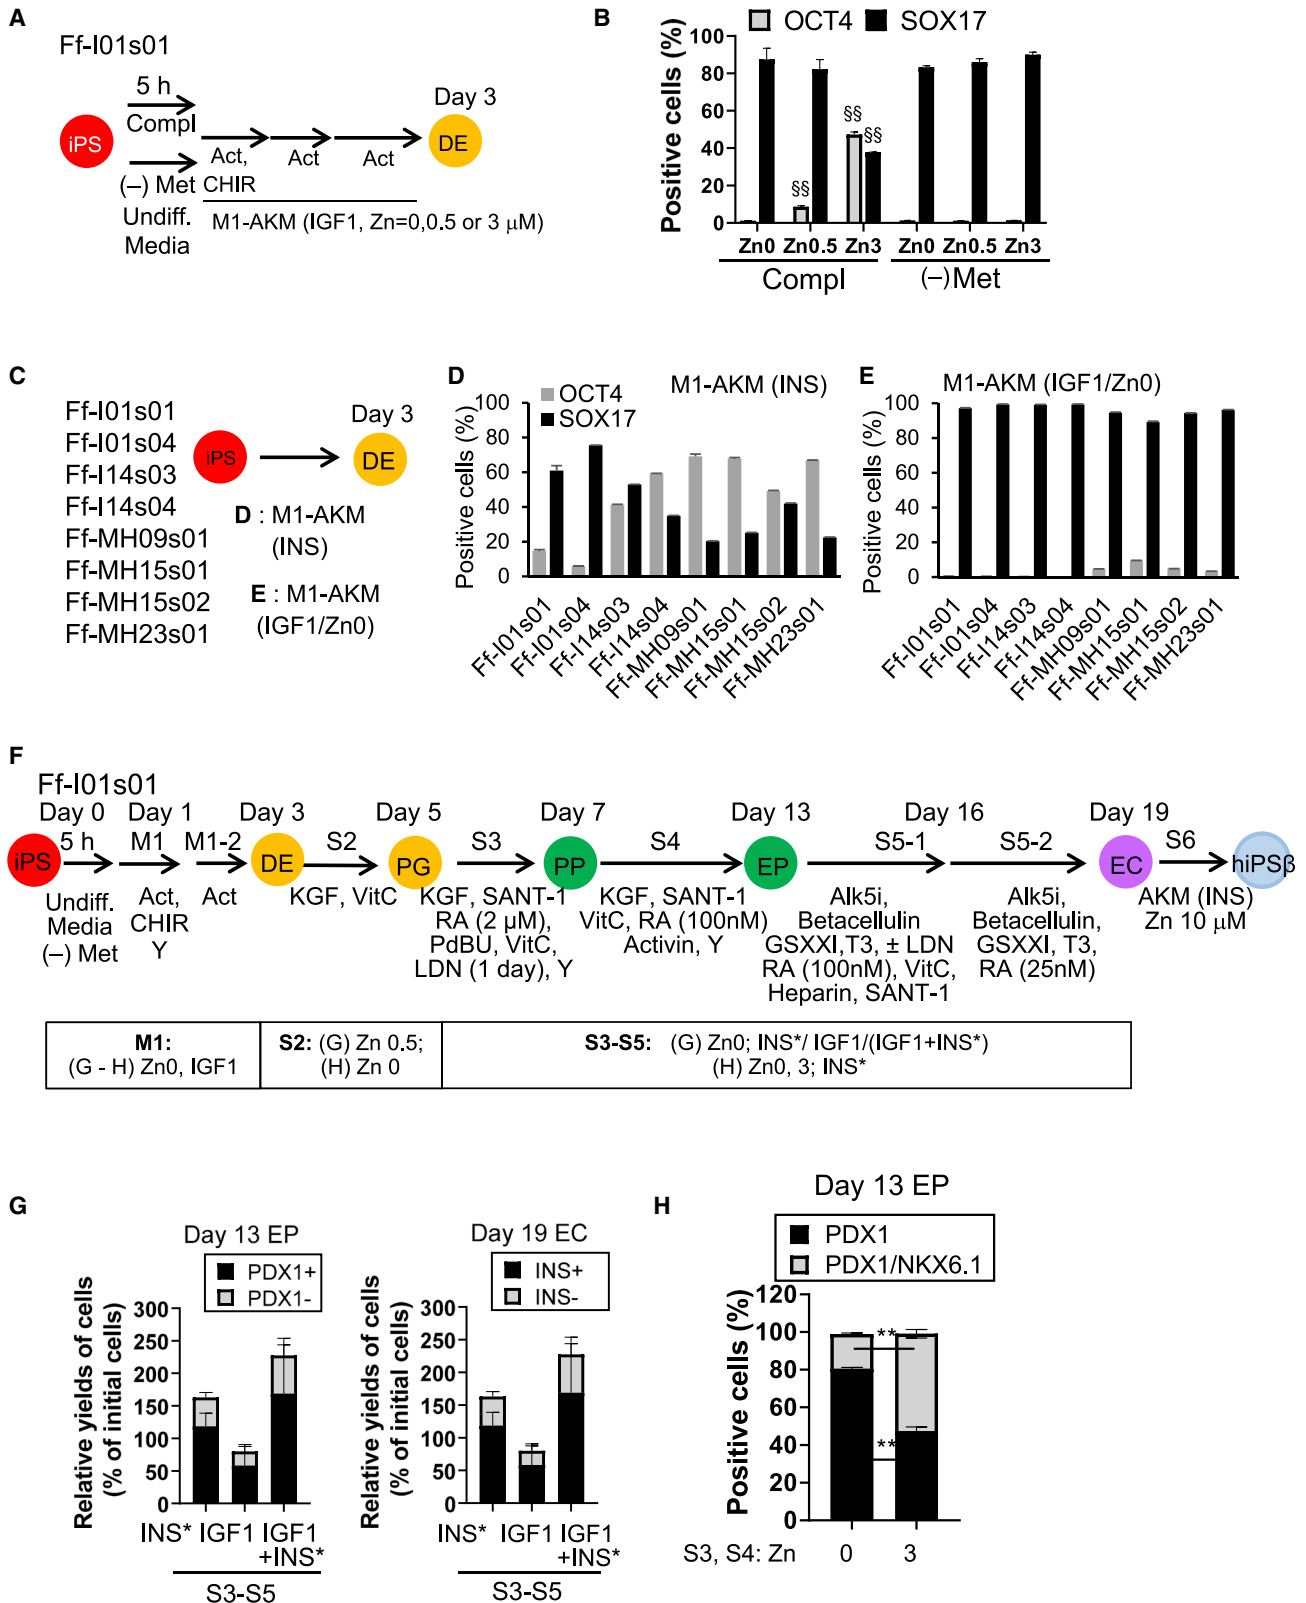 A
Ff-I01s01
5 h
Compl
iPS
(–) Met
Undiff.
Media
Act,
CHIR
Act
Act
Day 3
DE
M1-AKM (IGF1, Zn=0,0.5 or 3 μM)
B
OCT4 SOX17
Positive cells (%)
100
80
60
40
20
0
§§
§§
§§
Zn0 Zn0.5 Zn3 Zn0 Zn0.5 Zn3
Compl (–)Met
C
Ff-I01s01
Ff-I01s04
Ff-I14s03
Ff-I14s04
Ff-MH09s01
Ff-MH15s01
Ff-MH15s02
Ff-MH23s01
iPS
Day 3
DE
D : M1-AKM
(INS)
E : M1-AKM
(IGF1/Zn0)
D
M1-AKM (INS)
OCT4
SOX17
Positive cells (%)
100
80
60
40
20
0
Ff-I01s01
Ff-I01s04
Ff-I14s03
Ff-I14s04
Ff-MH09s01
Ff-MH15s01
Ff-MH15s02
Ff-MH23s01
E
M1-AKM (IGF1/Zn0)
Positive cells (%)
100
80
60
40
20
0
Ff-I01s01
Ff-I01s04
Ff-I14s03
Ff-I14s04
Ff-MH09s01
Ff-MH15s01
Ff-MH15s02
Ff-MH23s01
F
Ff-I01s01
Day 0 Day 1 Day 3 Day 5 Day 7 Day 13 Day 16 Day 19
5 h M1 M1-2 S2 S3 S4 S5-1 S5-2 S6
iPS DE PG PP EP EC hiPSβ
Undiff.
Media
(–) Met
Act,
CHIR
Y
Act
KGF, VitC
KGF, SANT-1
RA (2 μM),
PdBU, VitC,
LDN (1 day), Y
KGF, SANT-1
VitC, RA (100nM)
Activin, Y
Alk5i,
Betacellulin
GSXXI,T3, ± LDN
RA (100nM), VitC,
Heparin, SANT-1
Alk5i,
Betacellulin,
GSXXI, T3,
RA (25nM)
AKM (INS)
Zn 10 μM
M1:
(G - H) Zn0, IGF1
S2: (G) Zn 0.5;
(H) Zn 0
S3-S5: (G) Zn0; INS*/ IGF1/(IGF1+INS*)
(H) Zn0, 3; INS*
G
Day 13 EP
PDX1+
PDX1-
Relative yields of cells
(% of initial cells)
300
250
200
150
100
50
0
INS* IGF1 IGF1
+INS*
S3-S5
Day 19 EC
INS+
INS-
Relative yields of cells
(% of initial cells)
300
250
200
150
100
50
0
INS* IGF1 IGF1
+INS*
S3-S5
H
Day 13 EP
PDX1
PDX1/NKX6.1
Positive cells (%)
120
100
80
60
40
20
0
**
**
S3, S4: Zn 0 3